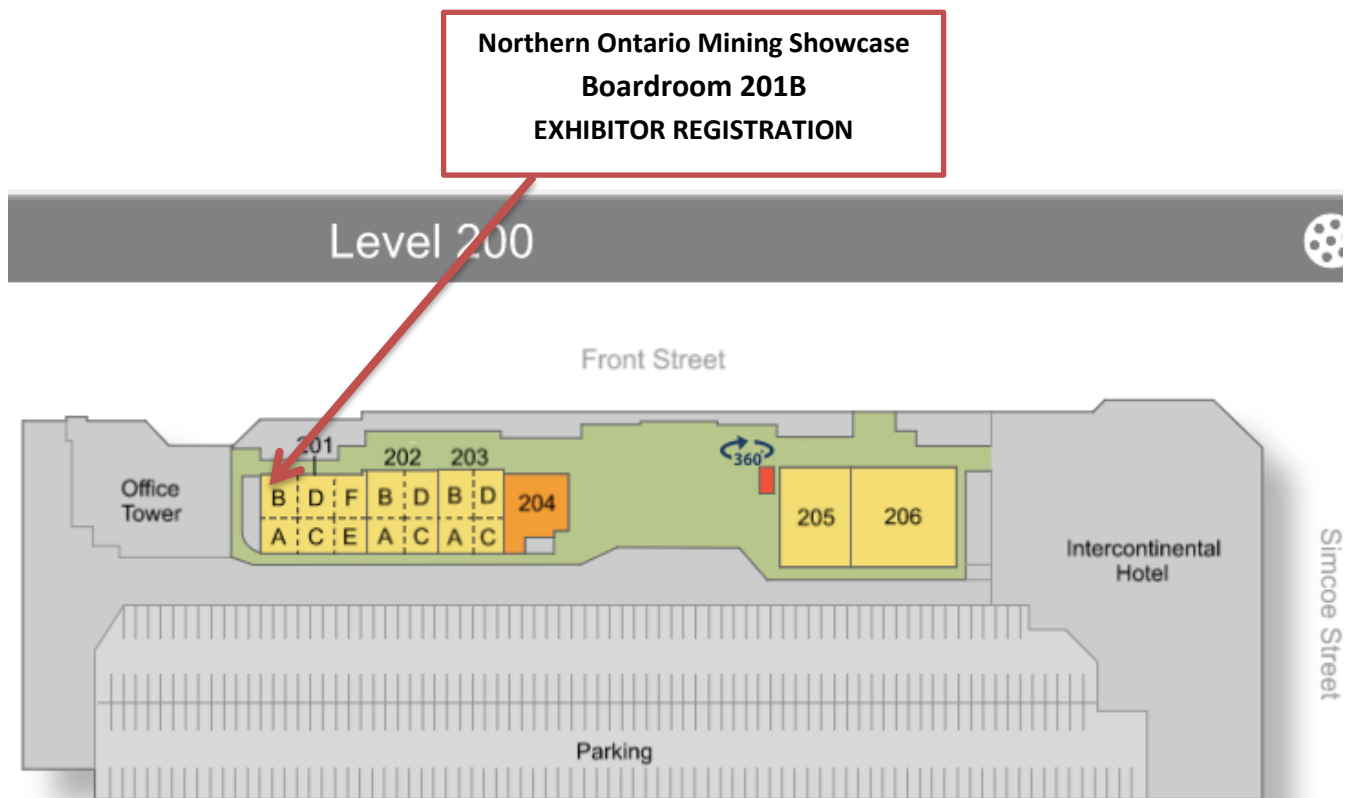 Northern Ontario Mining Showcase
Boardroom 201B
EXHIBITOR REGISTRATION
Level 200
Front Street
201
202 203
360°
Office
Tower
B D F B D B D
A C E A C A C
204
205 206
Intercontinental
Hotel
Simcoe Street
Parking